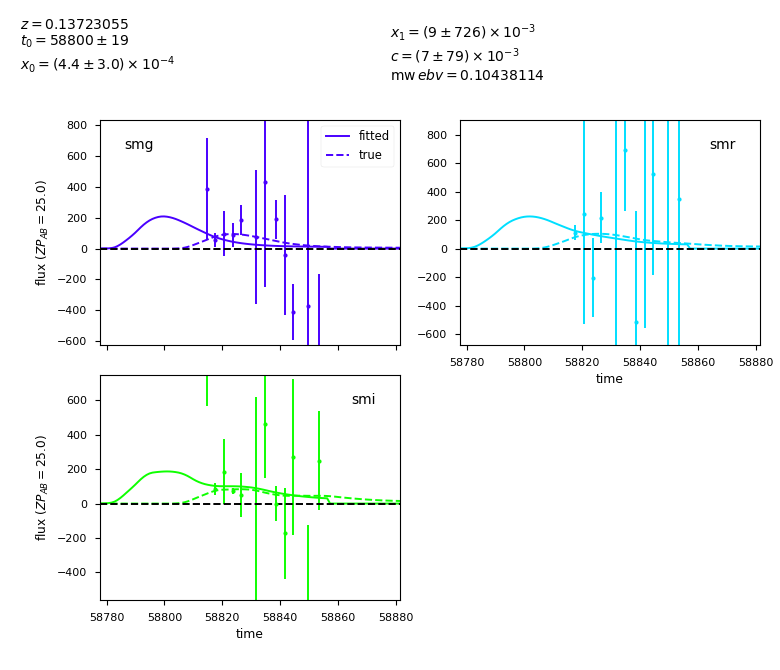 z = 0.13723055
t₀ = 58800 ± 19
x₀ = (4.4 ± 3.0) × 10⁻⁴
x₁ = (9 ± 726) × 10⁻³
c = (7 ± 79) × 10⁻³
mw ebv = 0.10438114
smg
fitted
true
800
600
400
200
0
−200
−400
−600
flux (ZP_AB = 25.0)
smr
800
600
400
200
0
−200
−400
−600
58780 58800 58820 58840 58860 58880
time
smi
600
400
200
0
−200
−400
flux (ZP_AB = 25.0)
58780 58800 58820 58840 58860 58880
time